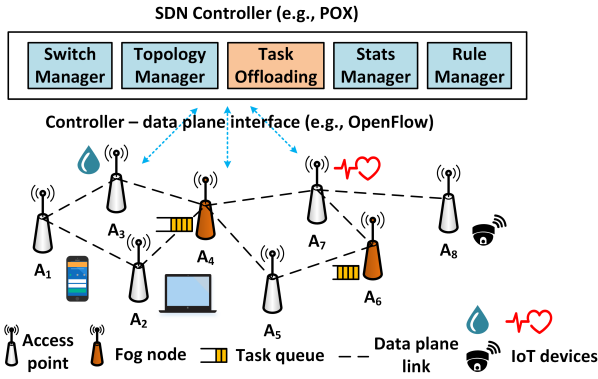 SDN Controller (e.g., POX)
Switch Manager
Topology Manager
Task Offloading
Stats Manager
Rule Manager
Controller – data plane interface (e.g., OpenFlow)
A1
A2
A3
A4
A5
A6
A7
A8
Access point
Fog node
Task queue
Data plane link
IoT devices